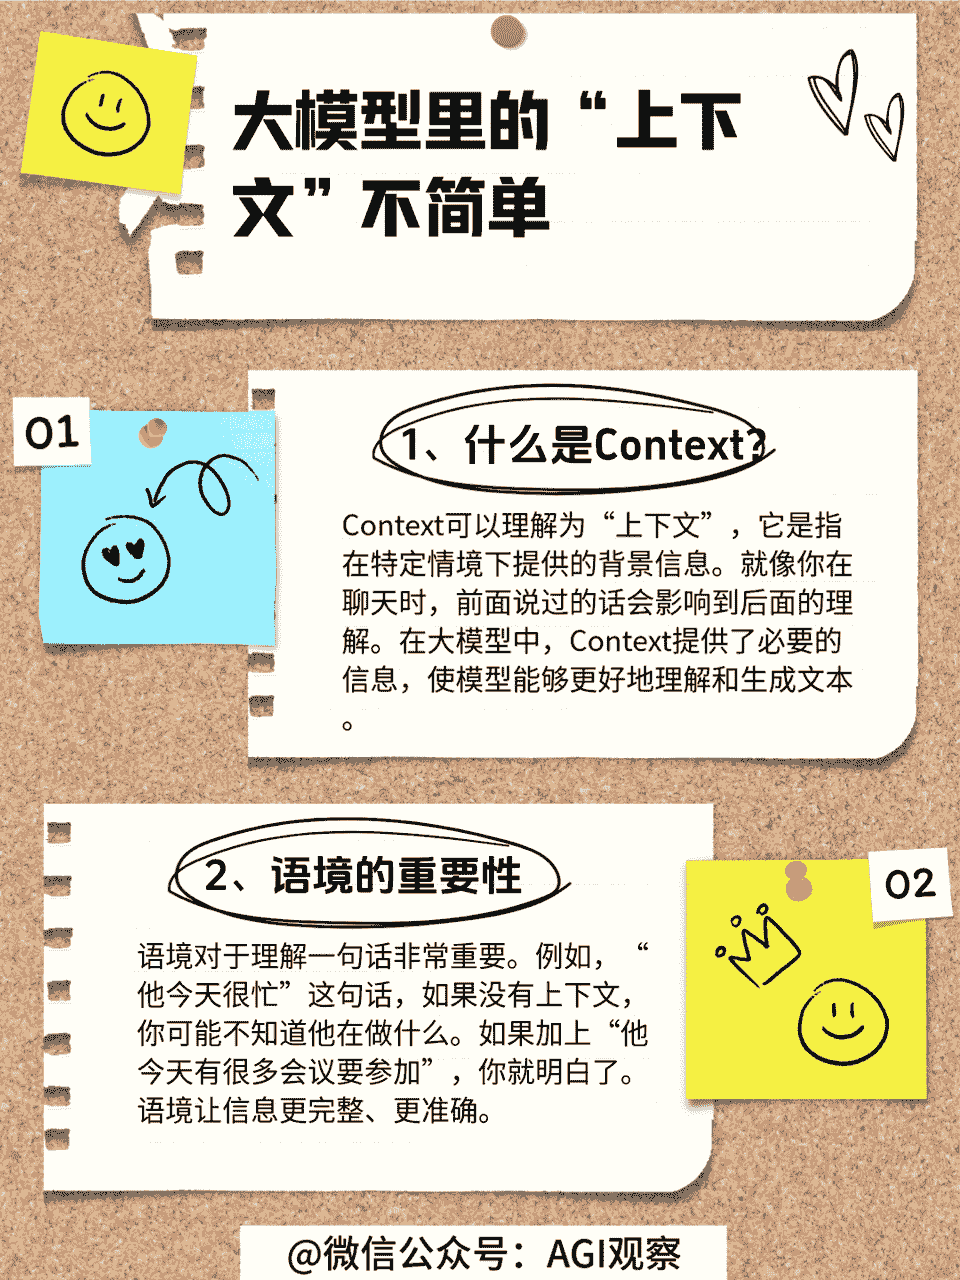 大模型里的“上下
文”不简单
01
1、什么是Context?
Context可以理解为“上下文”，它是指
在特定情境下提供的背景信息。就像你在
聊天时，前面说过的话会影响到后面的理
解。在大模型中，Context提供了必要的
信息，使模型能够更好地理解和生成文本
。
2、语境的重要性
02
语境对于理解一句话非常重要。例如，“
他今天很忙”这句话，如果没有上下文，
你可能不知道他在做什么。如果加上“他
今天有很多会议要参加”，你就明白了。
语境让信息更完整、更准确。
@微信公众号：AGI观察